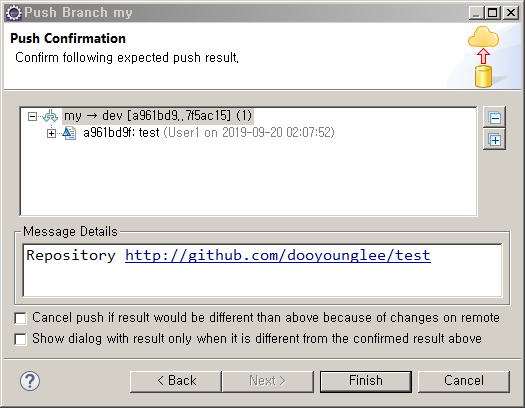 Push Branch my
Push Confirmation
Confirm following expected push result.
my → dev [a961bd9..7f5ac15] (1)
a961bd9f: test (User1 on 2019-09-20 02:07:52)
Message Details
Repository http://github.com/dooyounglee/test
Cancel push if result would be different than above because of changes on remote
Show dialog with result only when it is different from the confirmed result above
?
< Back
Next >
Finish
Cancel